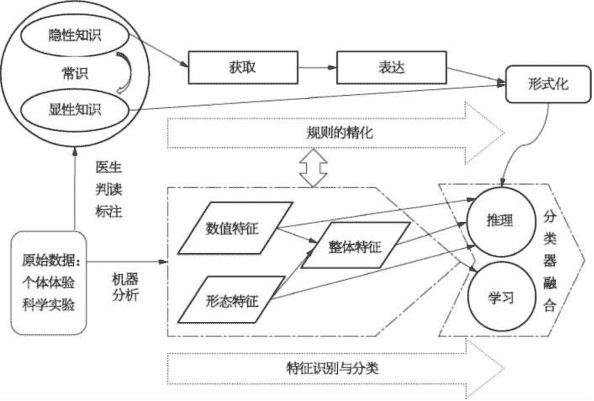 隐性知识
常识
显性知识
获取
表达
形式化
规则的精化
医生
判读
标注
数值特征
整体特征
形态特征
推理
学习
分
类
器
融
合
原始数据：
个体体验
科学实验
机器
分析
特征识别与分类